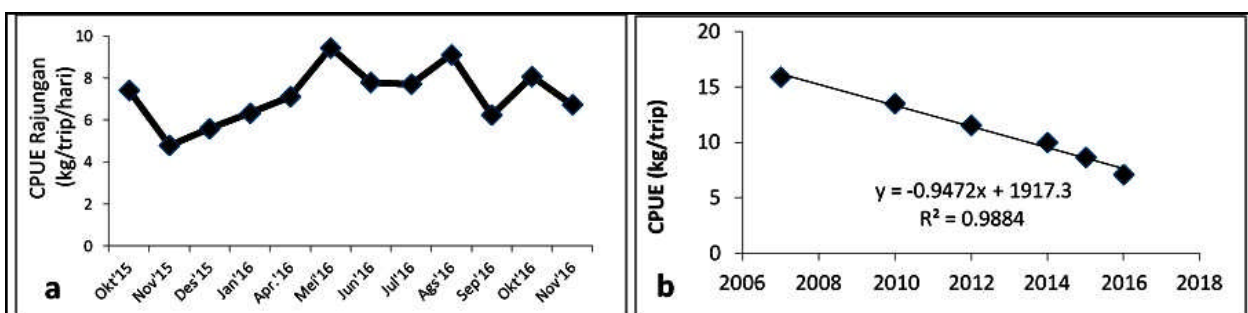 CPUE Rajungan
(kg/trip/hari)
10
8
6
4
2
0
Okt'15
Nov'15
Des'15
Jan'16
Apr.'16
Mei'16
Jun'16
Jul'16
Ags'16
Sep'16
Okt'16
Nov'16
a
CPUE (kg/trip)
20
15
10
5
0
y = -0.9472x + 1917.3
R² = 0.9884
2006
2008
2010
2012
2014
2016
2018
b